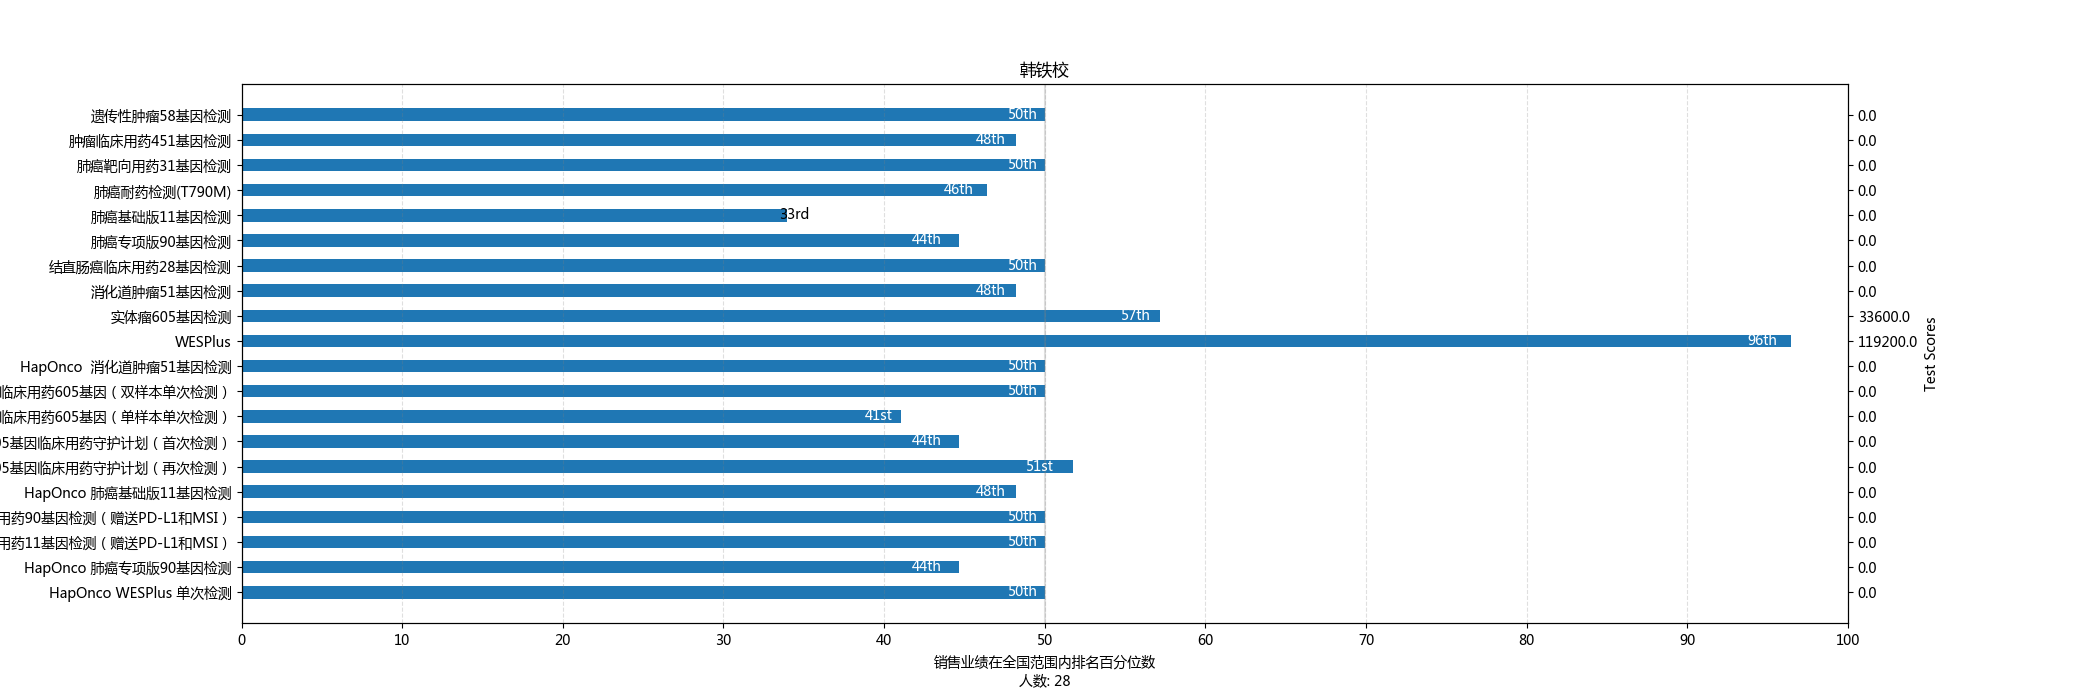 韩铁校
遗传性肿瘤58基因检测 50th 0.0
肿瘤临床用药451基因检测 48th 0.0
肺癌靶向用药31基因检测 50th 0.0
肺癌耐药检测(T790M) 46th 0.0
肺癌基础版11基因检测 33rd 0.0
肺癌专项版90基因检测 44th 0.0
结直肠癌临床用药28基因检测 50th 0.0
消化道肿瘤51基因检测 48th 0.0
实体瘤605基因检测 57th 33600.0
WESPlus 96th 119200.0
HapOnco  消化道肿瘤51基因检测 50th 0.0
临床用药605基因（双样本单次检测） 50th 0.0
临床用药605基因（单样本单次检测） 41st 0.0
5基因临床用药守护计划（首次检测） 44th 0.0
5基因临床用药守护计划（再次检测） 51st 0.0
HapOnco 肺癌基础版11基因检测 48th 0.0
用药90基因检测（赠送PD-L1和MSI） 50th 0.0
用药11基因检测（赠送PD-L1和MSI） 50th 0.0
HapOnco 肺癌专项版90基因检测 44th 0.0
HapOnco WESPlus 单次检测 50th 0.0
Test Scores
0 10 20 30 40 50 60 70 80 90 100
销售业绩在全国范围内排名百分位数
人数: 28